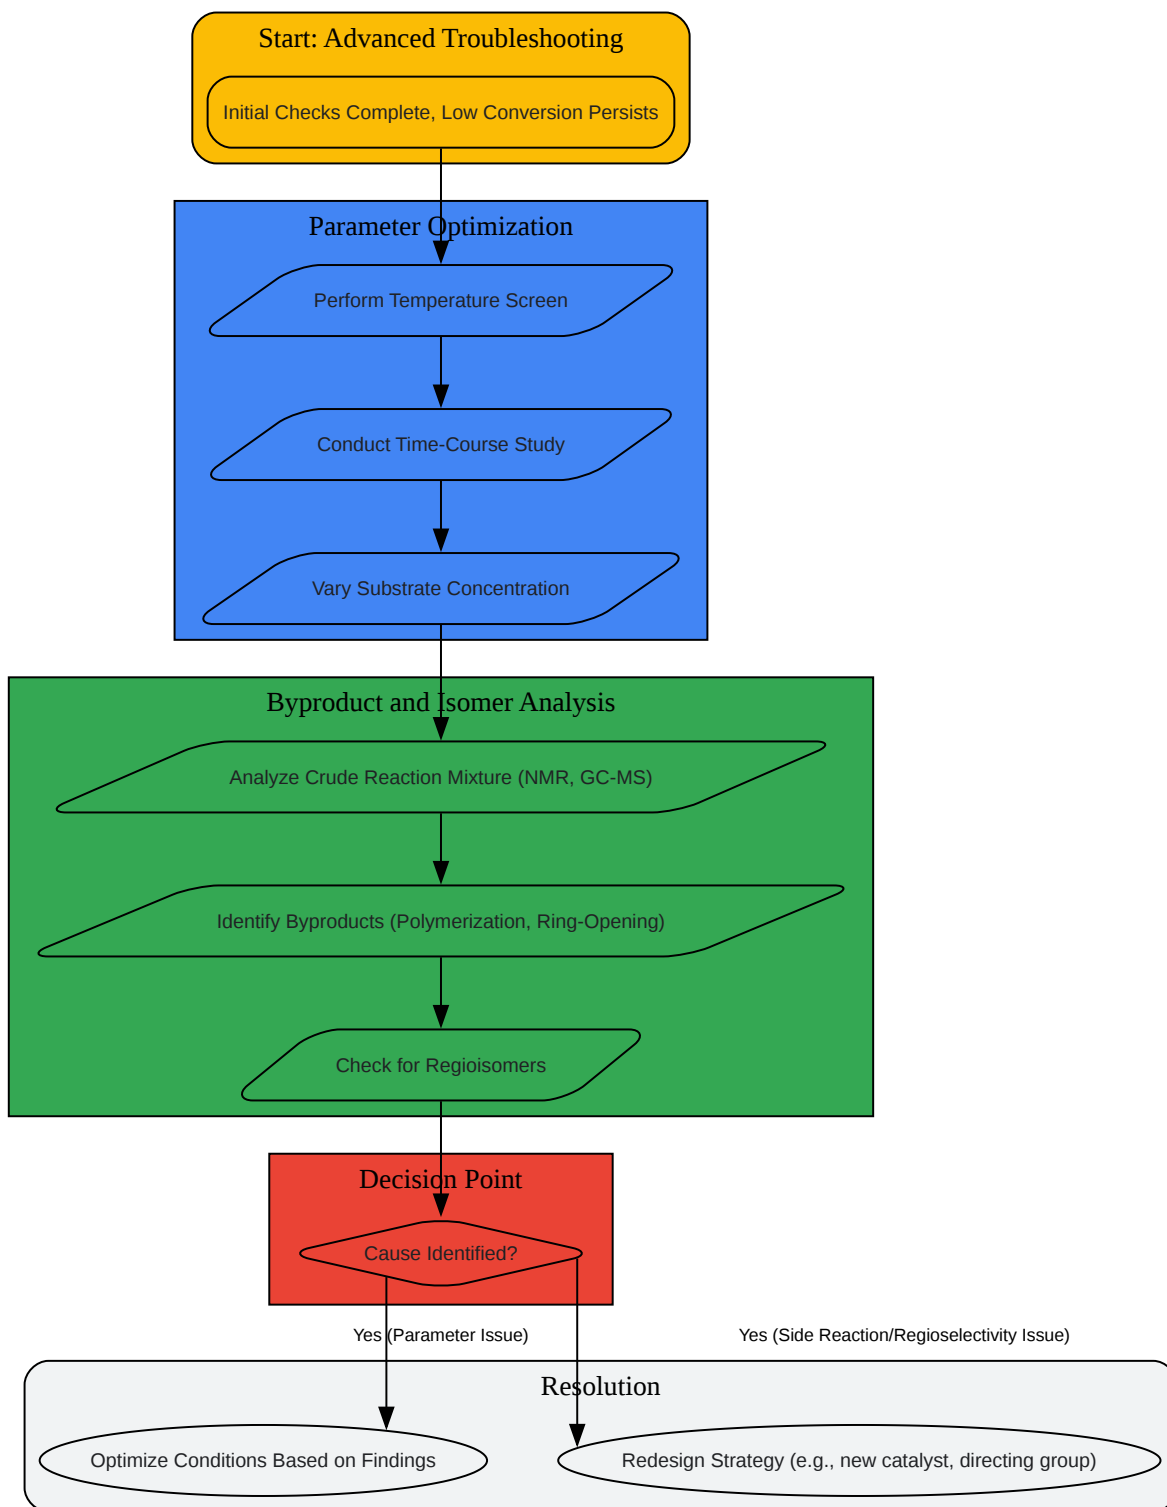 Start: Advanced Troubleshooting
Initial Checks Complete, Low Conversion Persists
Parameter Optimization
Perform Temperature Screen
Conduct Time-Course Study
Vary Substrate Concentration
Byproduct and Isomer Analysis
Analyze Crude Reaction Mixture (NMR, GC-MS)
Identify Byproducts (Polymerization, Ring-Opening)
Check for Regioisomers
Decision Point
Cause Identified?
Yes (Parameter Issue)
Yes (Side Reaction/Regioselectivity Issue)
Resolution
Optimize Conditions Based on Findings
Redesign Strategy (e.g., new catalyst, directing group)